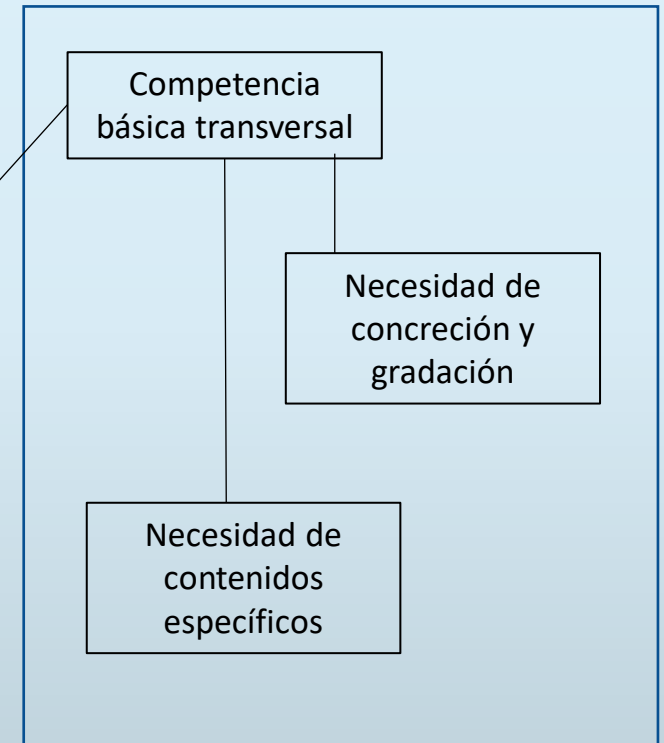 Competencia
básica transversal
Necesidad de
concreción y
gradación
Necesidad de
contenidos
específicos